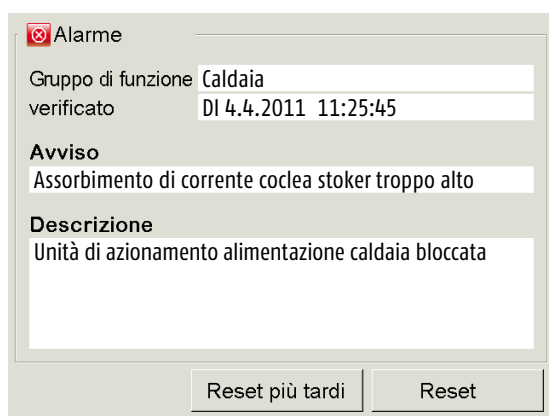 Alarme
Gruppo di funzione Caldaia
verificato DI 4.4.2011 11:25:45
Avviso
Assorbimento di corrente coclea stoker troppo alto
Descrizione
Unità di azionamento alimentazione caldaia bloccata
Reset più tardi Reset